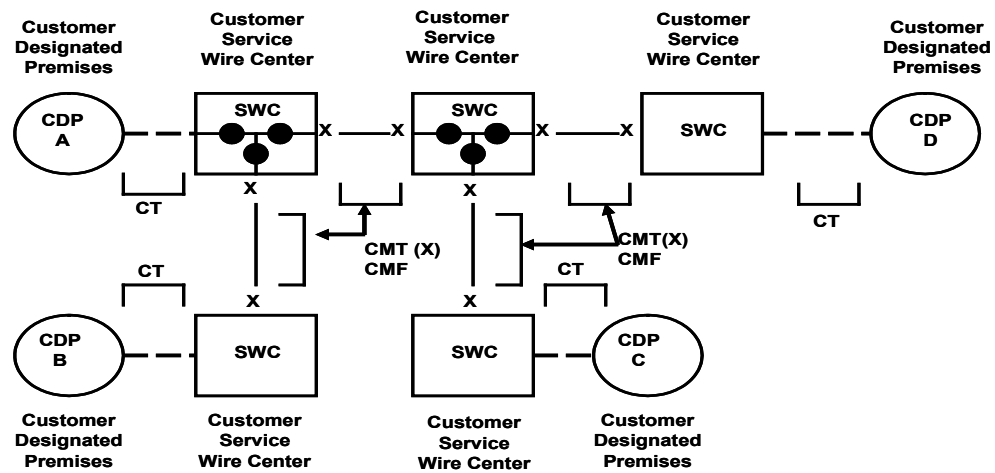 Customer
Designated
Premises
Customer
Service
Wire Center
Customer
Service
Wire Center
Customer
Service
Wire Center
Customer
Designated
Premises
CDP
A
SWC
X
X
SWC
X
X
SWC
CDP
D
CT
X
X
CT
CMT (X)
CMF
CMT(X)
CMF
CT
CT
X
X
CDP
B
SWC
SWC
CDP
C
Customer
Designated
Premises
Customer
Service
Wire Center
Customer
Service
Wire Center
Customer
Designated
Premises